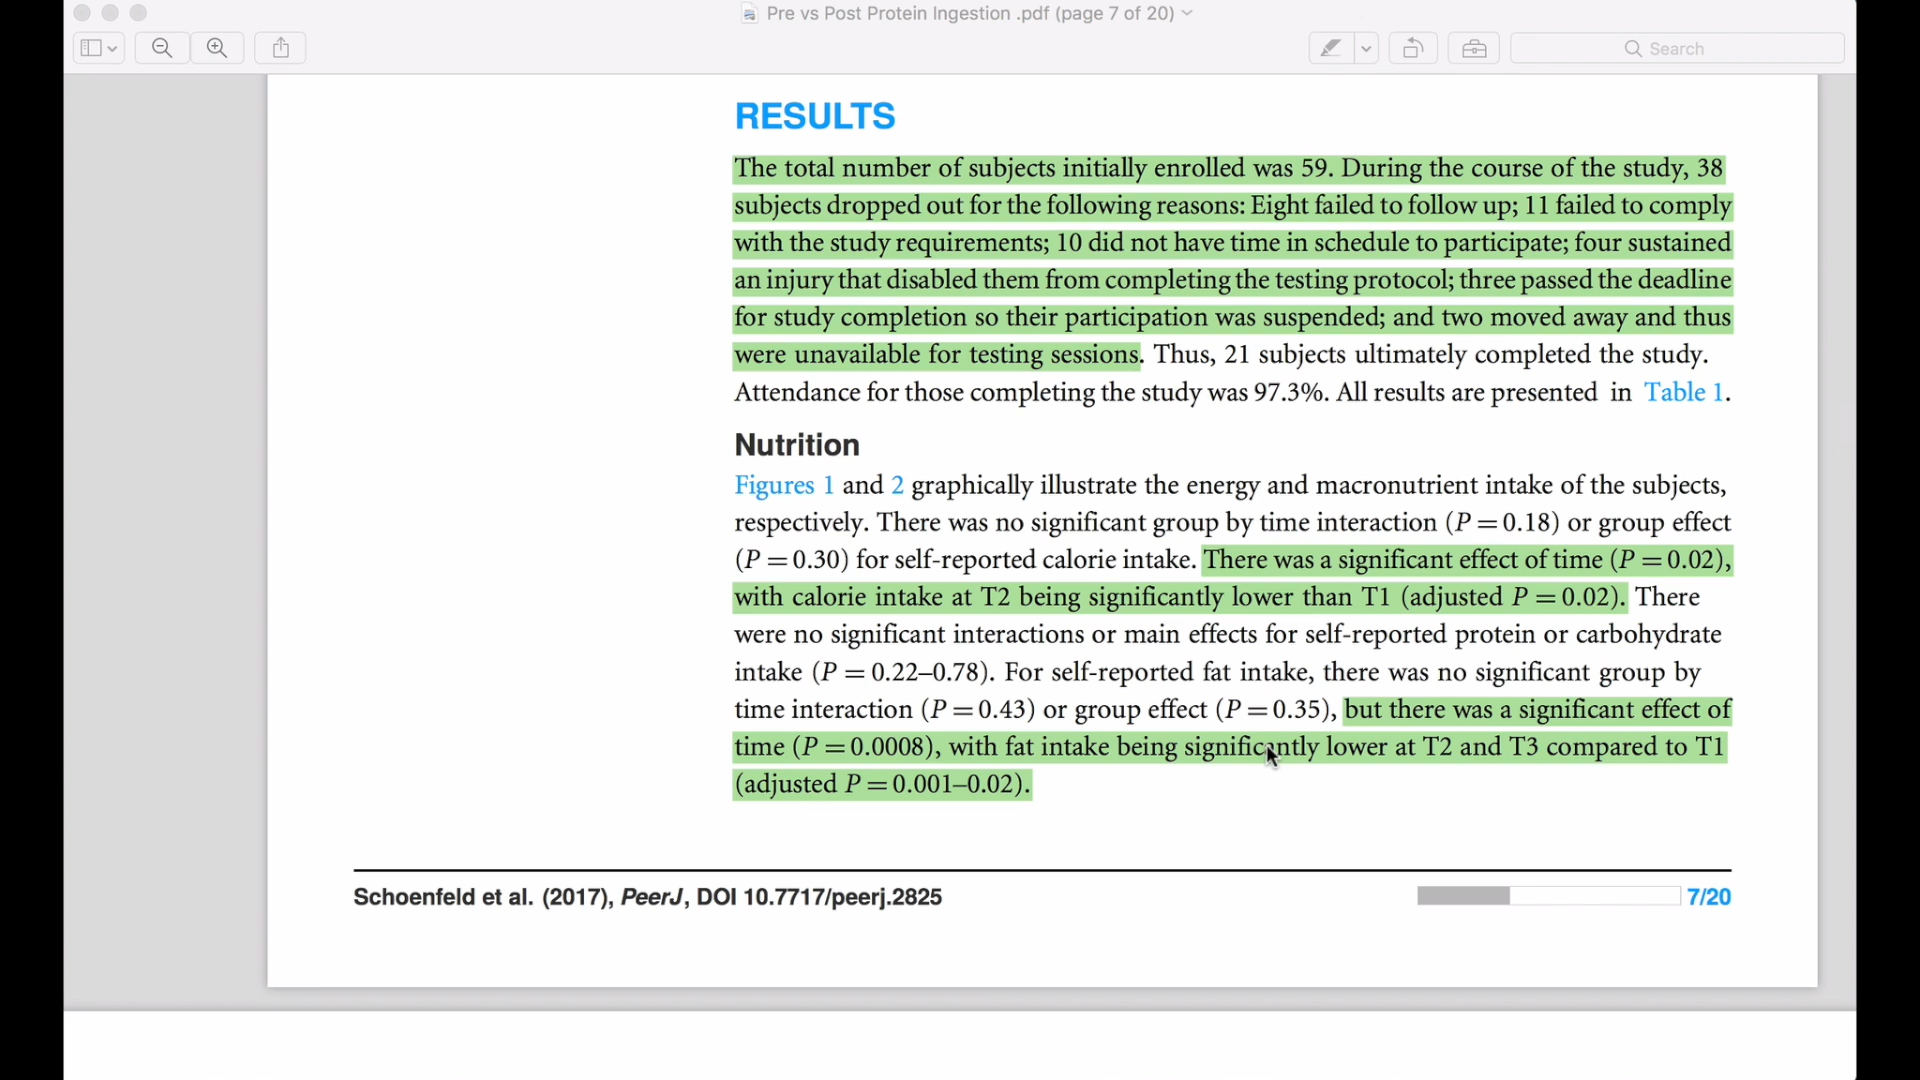 Pre vs Post Protein Ingestion .pdf (page 7 of 20)
Search
RESULTS
The total number of subjects initially enrolled was 59. During the course of the study, 38
subjects dropped out for the following reasons: Eight failed to follow up; 11 failed to comply
with the study requirements; 10 did not have time in schedule to participate; four sustained
an injury that disabled them from completing the testing protocol; three passed the deadline
for study completion so their participation was suspended; and two moved away and thus
were unavailable for testing sessions. Thus, 21 subjects ultimately completed the study.
Attendance for those completing the study was 97.3%. All results are presented in Table 1.
Nutrition
Figures 1 and 2 graphically illustrate the energy and macronutrient intake of the subjects,
respectively. There was no significant group by time interaction (P = 0.18) or group effect
(P = 0.30) for self-reported calorie intake. There was a significant effect of time (P = 0.02),
with calorie intake at T2 being significantly lower than T1 (adjusted P = 0.02). There
were no significant interactions or main effects for self-reported protein or carbohydrate
intake (P = 0.22–0.78). For self-reported fat intake, there was no significant group by
time interaction (P = 0.43) or group effect (P = 0.35), but there was a significant effect of
time (P = 0.0008), with fat intake being significantly lower at T2 and T3 compared to T1
(adjusted P = 0.001–0.02).
Schoenfeld et al. (2017), PeerJ, DOI 10.7717/peerj.2825
7/20